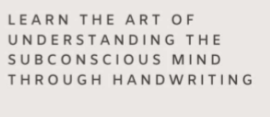 LEARN THE ART OF
UNDERSTANDING THE
SUBCONSCIOUS MIND
THROUGH HANDWRITING